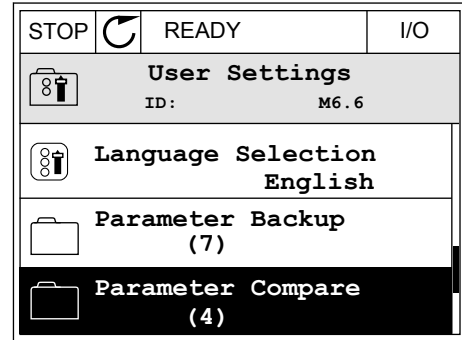 STOP READY I/O
User Settings
ID: M6.6
Language Selection
English
Parameter Backup
(7)
Parameter Compare
(4)